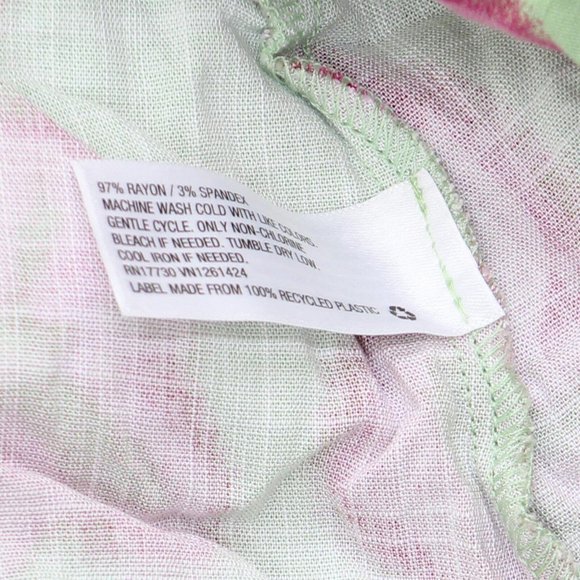 97% RAYON / 3% SPANDEX
MACHINE WASH COLD WITH LIKE COLORS.
GENTLE CYCLE. ONLY NON-CHLORINE
BLEACH IF NEEDED. TUMBLE DRY LOW.
COOL IRON IF NEEDED.
RN17730 VN1261424
LABEL MADE FROM 100% RECYCLED PLASTIC